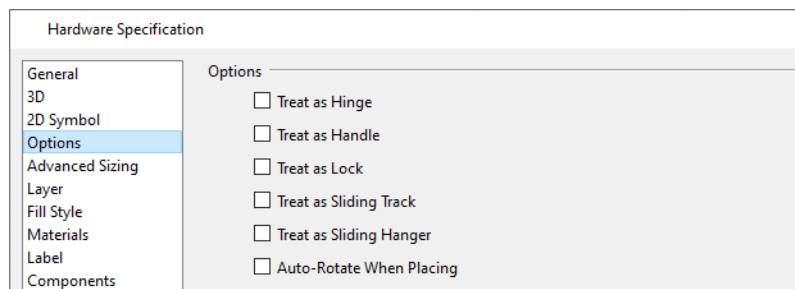 Hardware Specification
General
3D
2D Symbol
Options
Advanced Sizing
Layer
Fill Style
Materials
Label
Components
Options
Treat as Hinge
Treat as Handle
Treat as Lock
Treat as Sliding Track
Treat as Sliding Hanger
Auto-Rotate When Placing